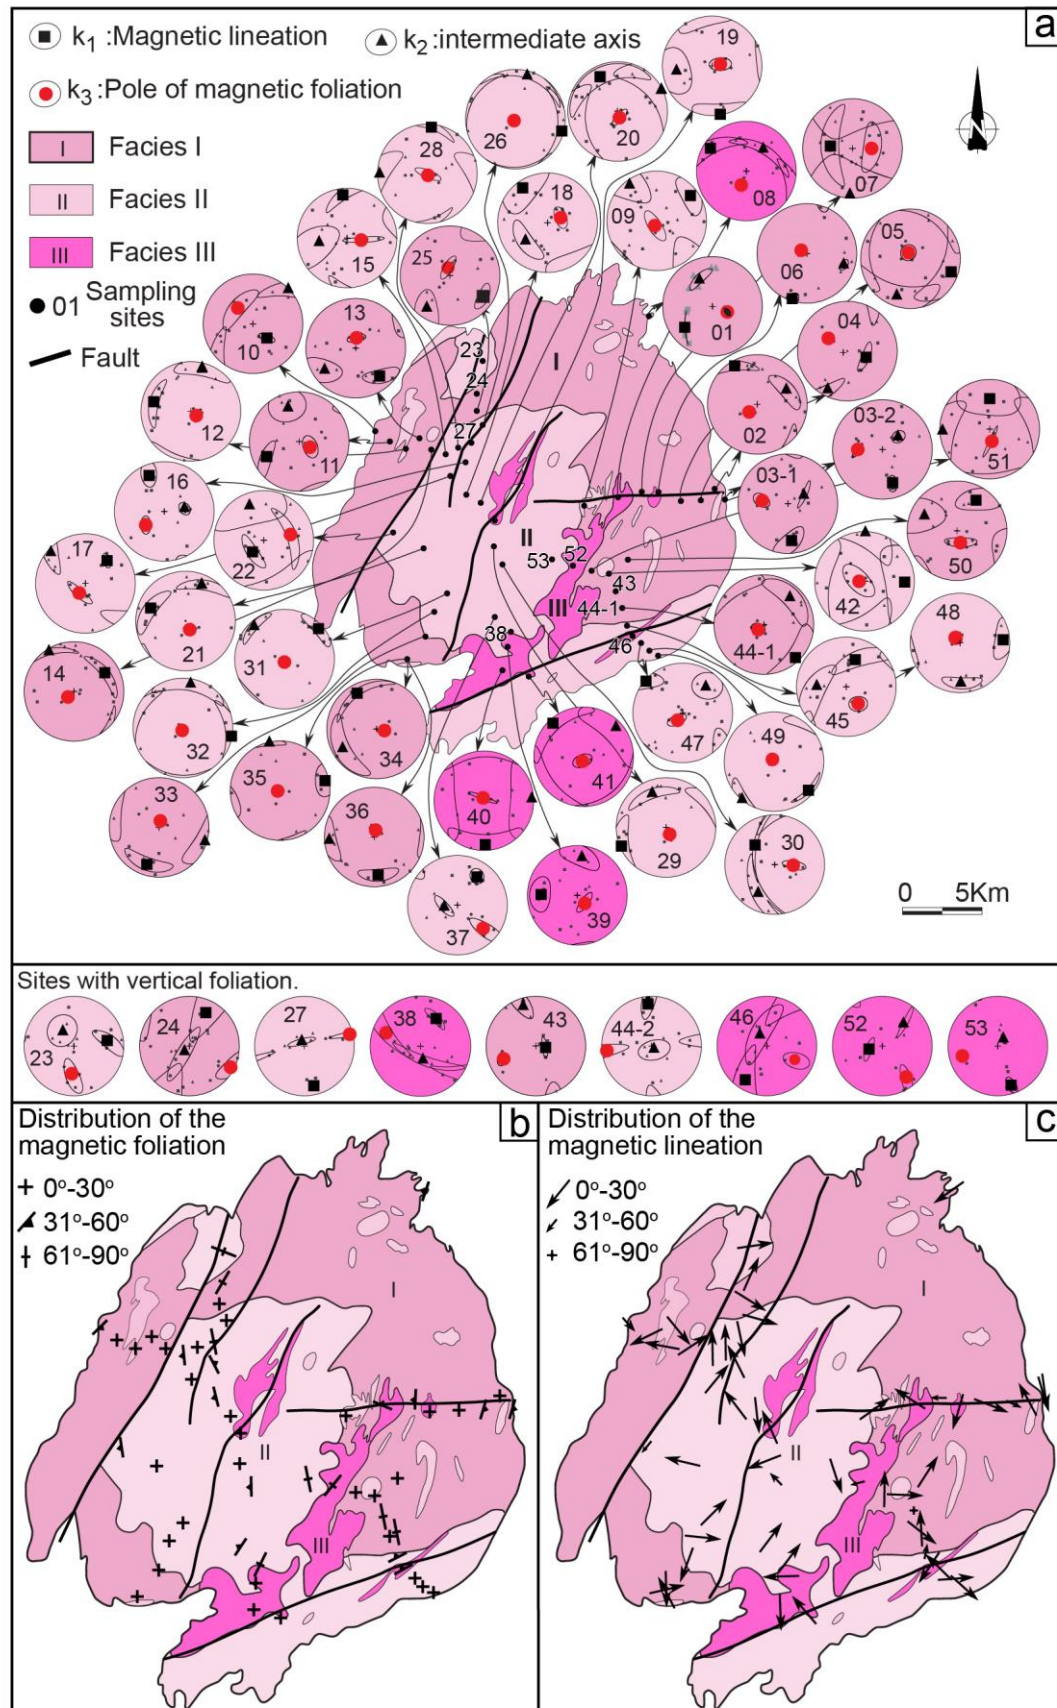 a
k1 :Magnetic lineation
k2 :intermediate axis
k3 :Pole of magnetic foliation
I Facies I
II Facies II
III Facies III
01 Sampling sites
Fault
N
19
26
20
28
18
09
08
07
15
25
06
05
10
13
01
04
12
11
02
03-2
51
16
22
03-1
50
17
21
42
14
31
44-1
48
32
34
45
35
47
49
33
36
40
41
29
30
37
39
23
24
27
I
II
53
52
43
44-1
III
38
46
0 5Km
Sites with vertical foliation.
23
24
27
38
43
44-2
46
52
53
Distribution of the
magnetic foliation
b
0°-30°
31°-60°
61°-90°
I
II
III
Distribution of the
magnetic lineation
c
0°-30°
31°-60°
61°-90°
I
II
III